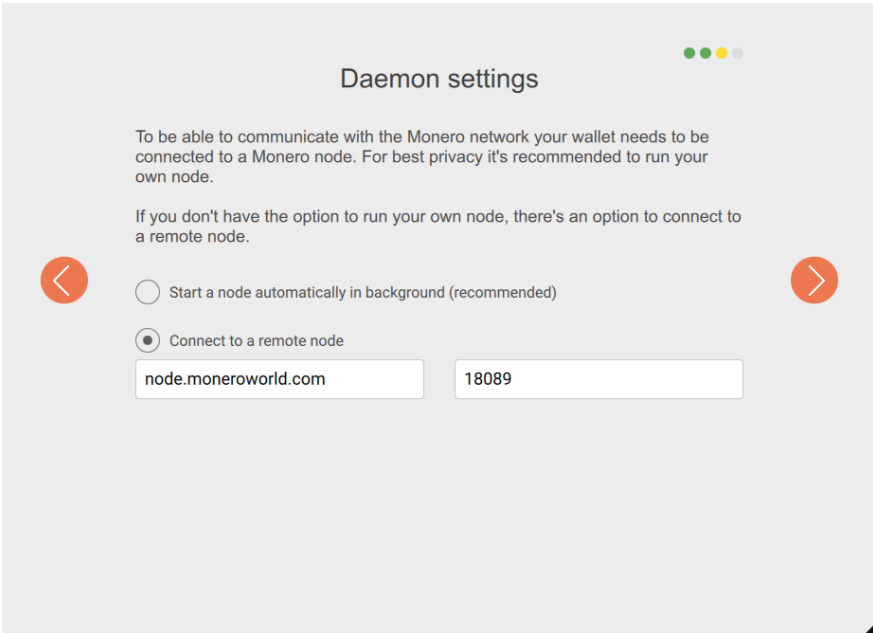 Daemon settings
To be able to communicate with the Monero network your wallet needs to be
connected to a Monero node. For best privacy it's recommended to run your
own node.
If you don't have the option to run your own node, there's an option to connect to
a remote node.
Start a node automatically in background (recommended)
Connect to a remote node
node.moneroworld.com
18089